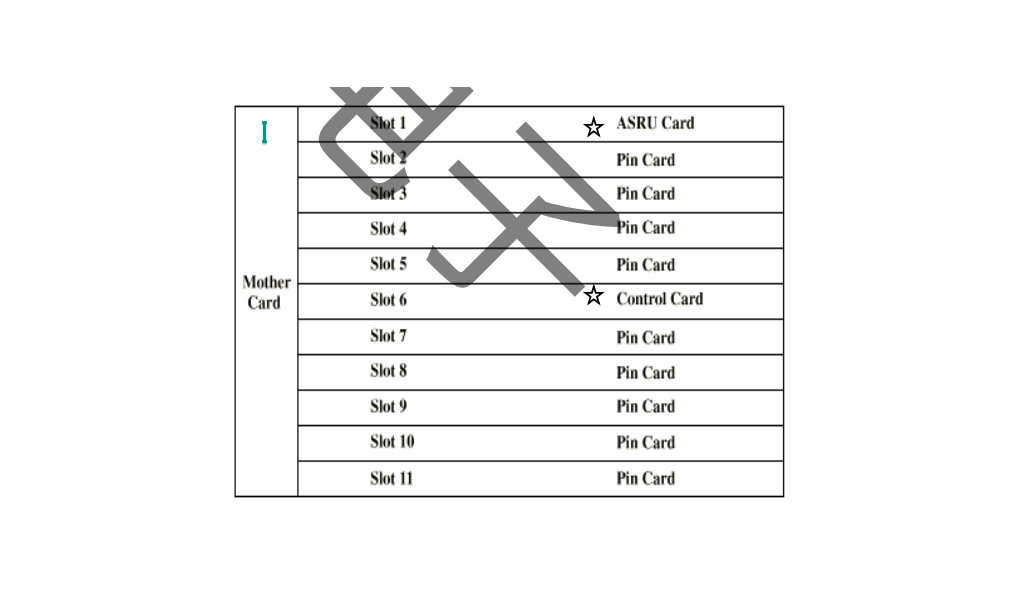 Slot 1 ☆ ASRU Card
Slot 2 Pin Card
Slot 3 Pin Card
Slot 4 Pin Card
Slot 5 Pin Card
Mother Card
Slot 6 ☆ Control Card
Slot 7 Pin Card
Slot 8 Pin Card
Slot 9 Pin Card
Slot 10 Pin Card
Slot 11 Pin Card